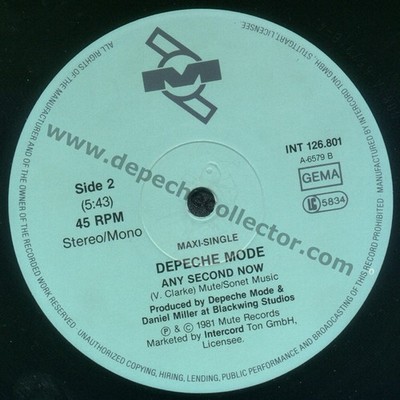 ALL RIGHTS OF THE MANUFACTURER AND OF THE OWNER OF THE RECORDED WORK RESERVED
UNAUTHORIZED COPYING, HIRING, LENDING, PUBLIC PERFORMANCE AND BROADCASTING OF THIS RECORD PROHIBITED
MANUFACTURED BY INTERCORD TON GMBH, STUTTGART, LICENSEE.
M
www.depechecollector.com
Side 2
(5:43)
45 RPM
Stereo/Mono
INT 126.801
A-6579 B
GEMA
LC 5834
MAXI-SINGLE
DEPECHE MODE
ANY SECOND NOW
(V. Clarke) Mute/Sonet Music
Produced by Depeche Mode &
Daniel Miller at Blackwing Studios
℗ & © 1981 Mute Records
Marketed by Intercord Ton GmbH,
Licensee.